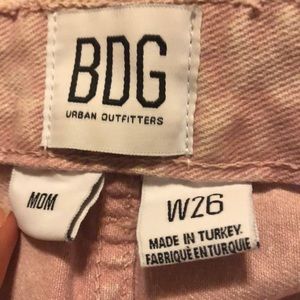 BDG
URBAN OUTFITTERS
MOM
W26
MADE IN TURKEY
FABRIQUÉ EN TURQUIE